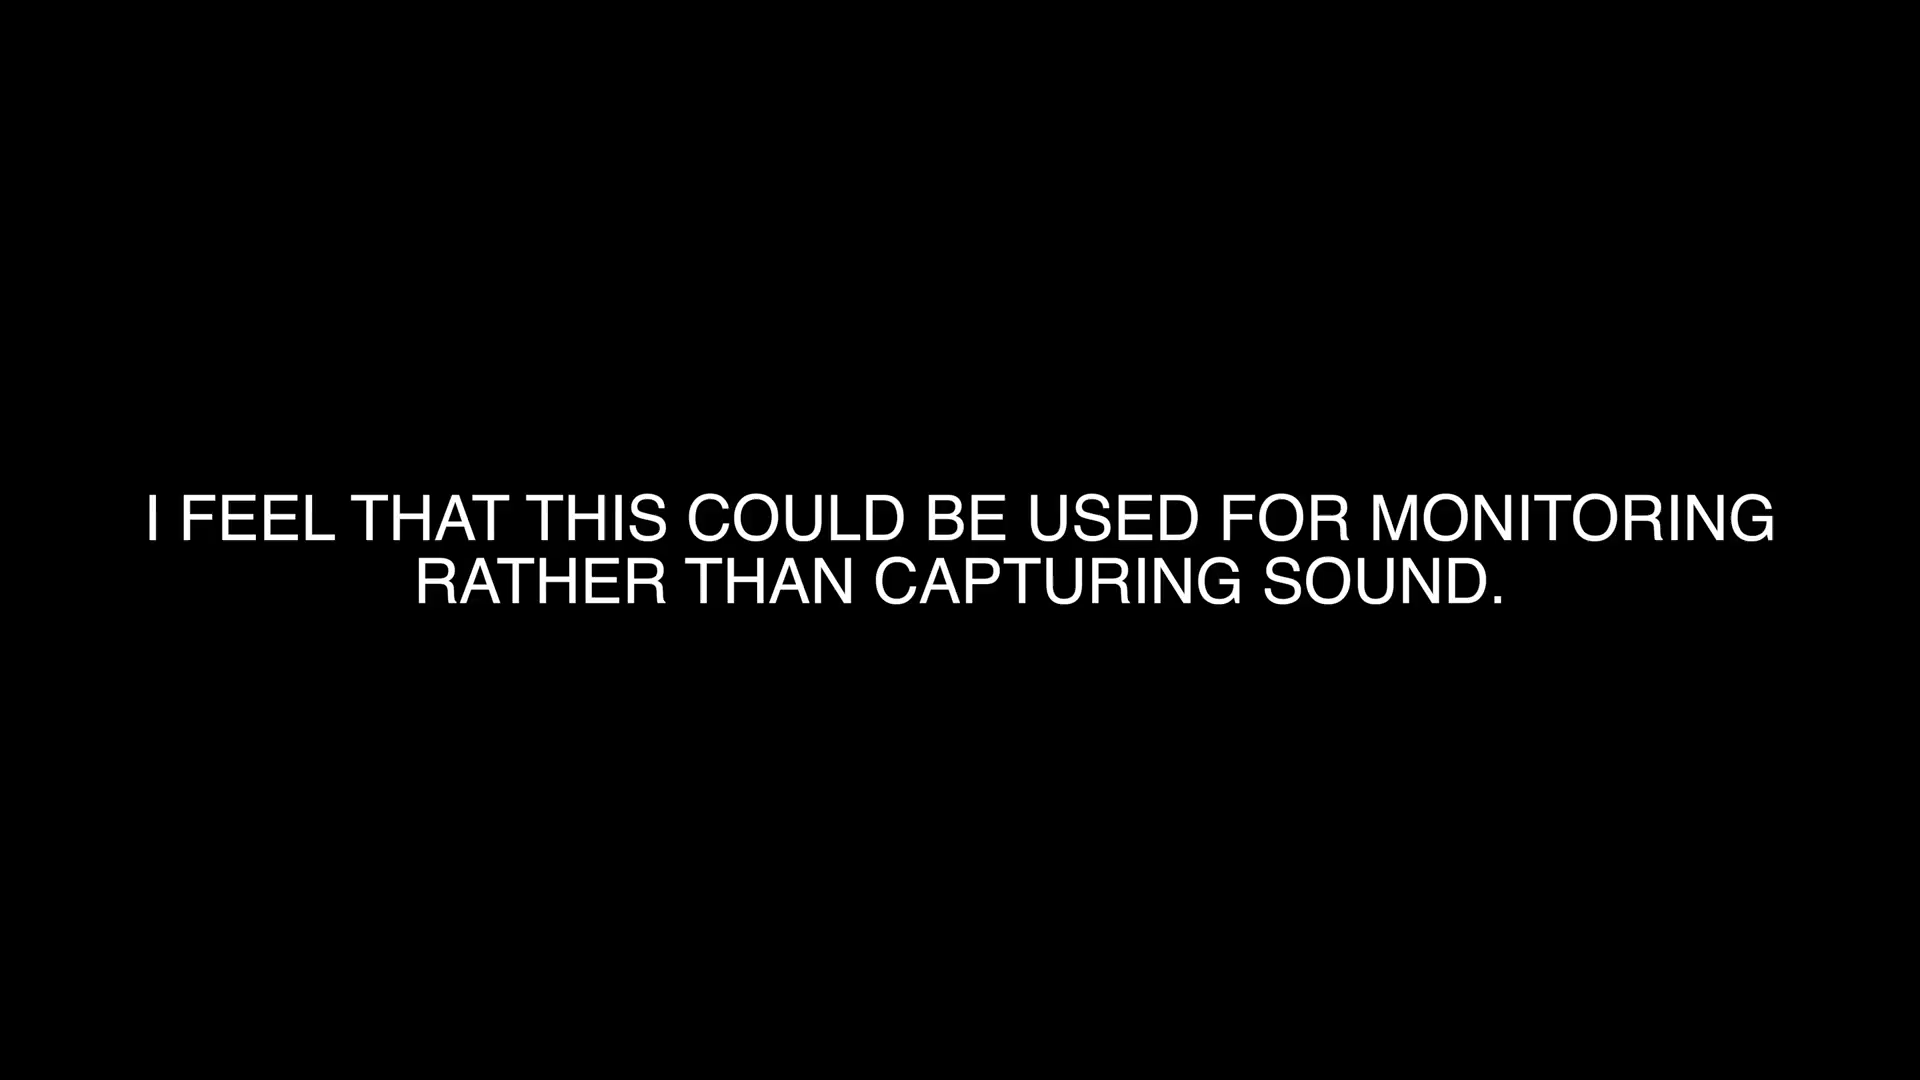 I FEEL THAT THIS COULD BE USED FOR MONITORING
RATHER THAN CAPTURING SOUND.